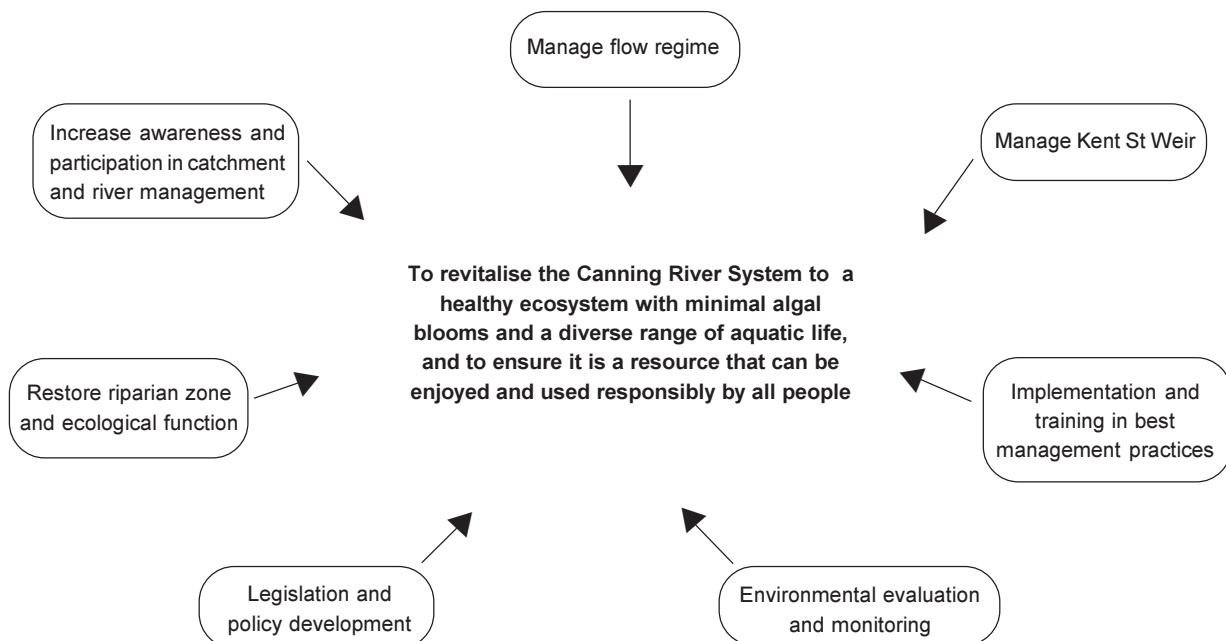 Manage flow regime
Increase awareness and
participation in catchment
and river management
Manage Kent St Weir
To revitalise the Canning River System to a
healthy ecosystem with minimal algal
blooms and a diverse range of aquatic life,
and to ensure it is a resource that can be
enjoyed and used responsibly by all people
Restore riparian zone
and ecological function
Implementation and
training in best
management practices
Legislation and
policy development
Environmental evaluation
and monitoring